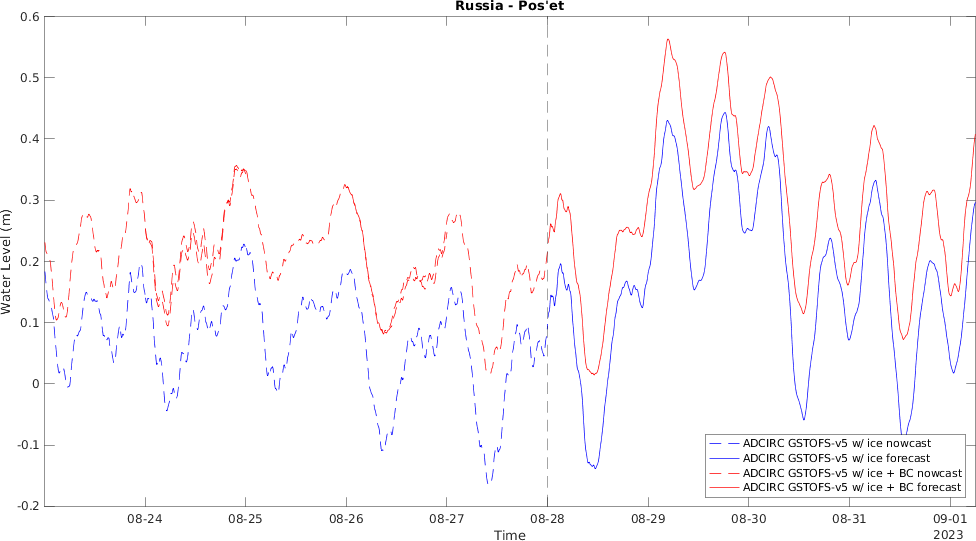 Russia - Pos'et
0.6
0.5
0.4
0.3
0.2
0.1
0
-0.1
-0.2
Water Level (m)
08-24
08-25
08-26
08-27
08-28
08-29
08-30
08-31
09-01
2023
Time
ADCIRC GSTOFS-v5 w/ ice nowcast
ADCIRC GSTOFS-v5 w/ ice forecast
ADCIRC GSTOFS-v5 w/ ice + BC nowcast
ADCIRC GSTOFS-v5 w/ ice + BC forecast